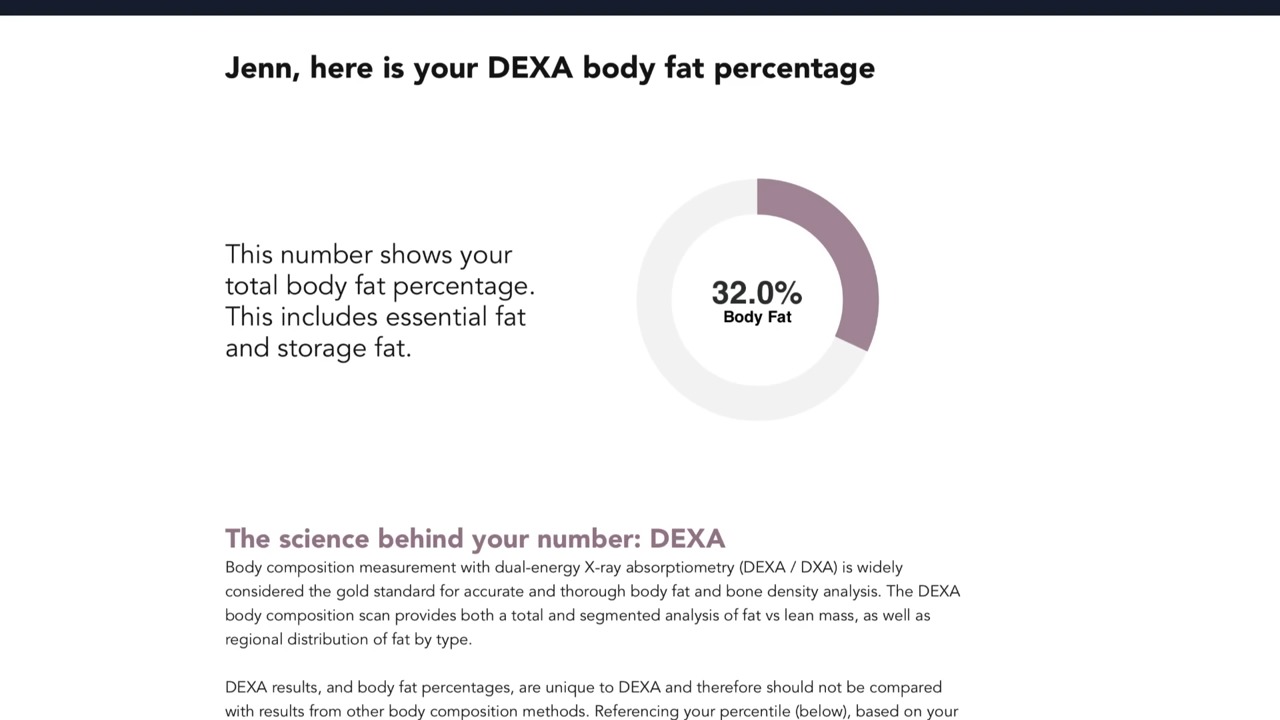 Jenn, here is your DEXA body fat percentage
This number shows your
total body fat percentage.
This includes essential fat
and storage fat.
32.0%
Body Fat
The science behind your number: DEXA
Body composition measurement with dual-energy X-ray absorptiometry (DEXA / DXA) is widely
considered the gold standard for accurate and thorough body fat and bone density analysis. The DEXA
body composition scan provides both a total and segmented analysis of fat vs lean mass, as well as
regional distribution of fat by type.
DEXA results, and body fat percentages, are unique to DEXA and therefore should not be compared
with results from other body composition methods. Referencing your percentile (below), based on your